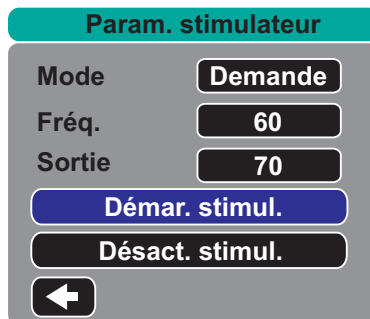 Param. stimulateur
Mode Demande
Fréq. 60
Sortie 70
Démar. stimul.
Désact. stimul.